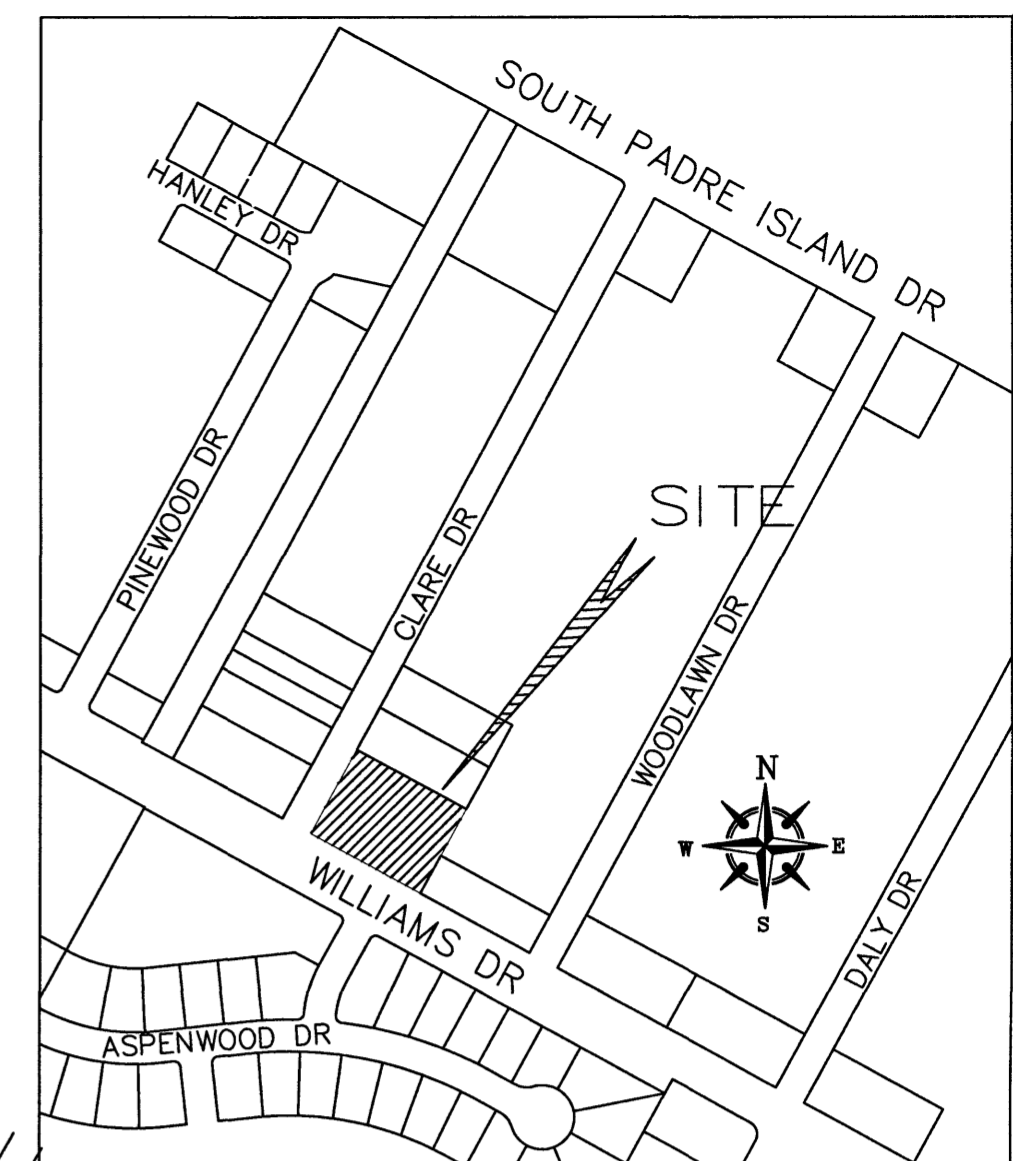 SOUTH PADRE ISLAND DR
HANLEY DR
PINEWOOD DR
CLARE DR
SITE
WOODLAWN DR
N
W
E
S
WILLIAMS DR
DALY DR
ASPENWOOD DR